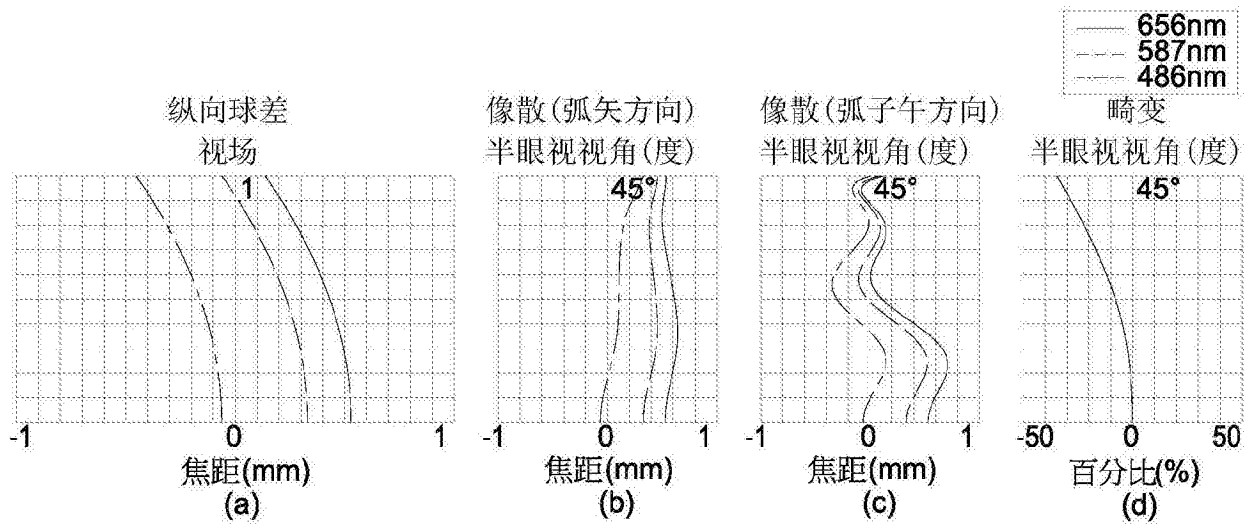 656nm
587nm
486nm
纵向球差
视场
1
-1 0 1
焦距(mm)
(a)
像散(弧矢方向)
半眼视视角(度)
45°
-1 0 1
焦距(mm)
(b)
像散(弧子午方向)
半眼视视角(度)
45°
-1 0 1
焦距(mm)
(c)
畸变
半眼视视角(度)
45°
-50 0 50
百分比(%)
(d)